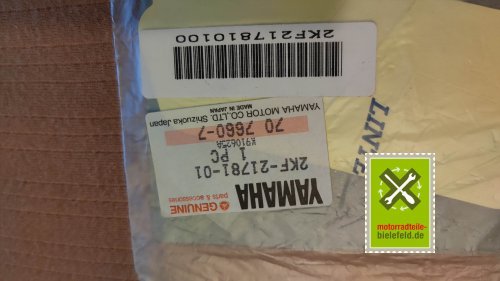 2KF217810100
YAMAHA
GENUINE
parts & accessories
2KF-21781-01
1 PC
K910625A
70 7660-7
YAMAHA MOTOR CO.,LTD. Shizuoka Japan
MADE IN JAPAN
motorradteile-
bielefeld.de